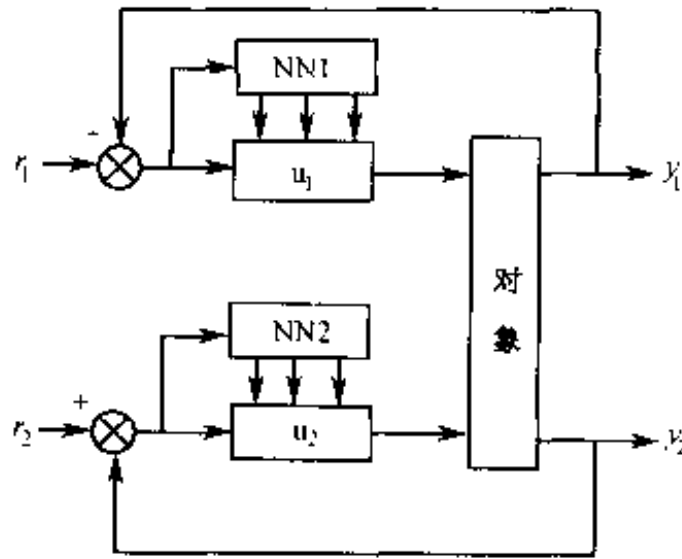 NN1
-
r₁
u₁
y₁
对
象
NN2
+
r₂
u₂
y₂